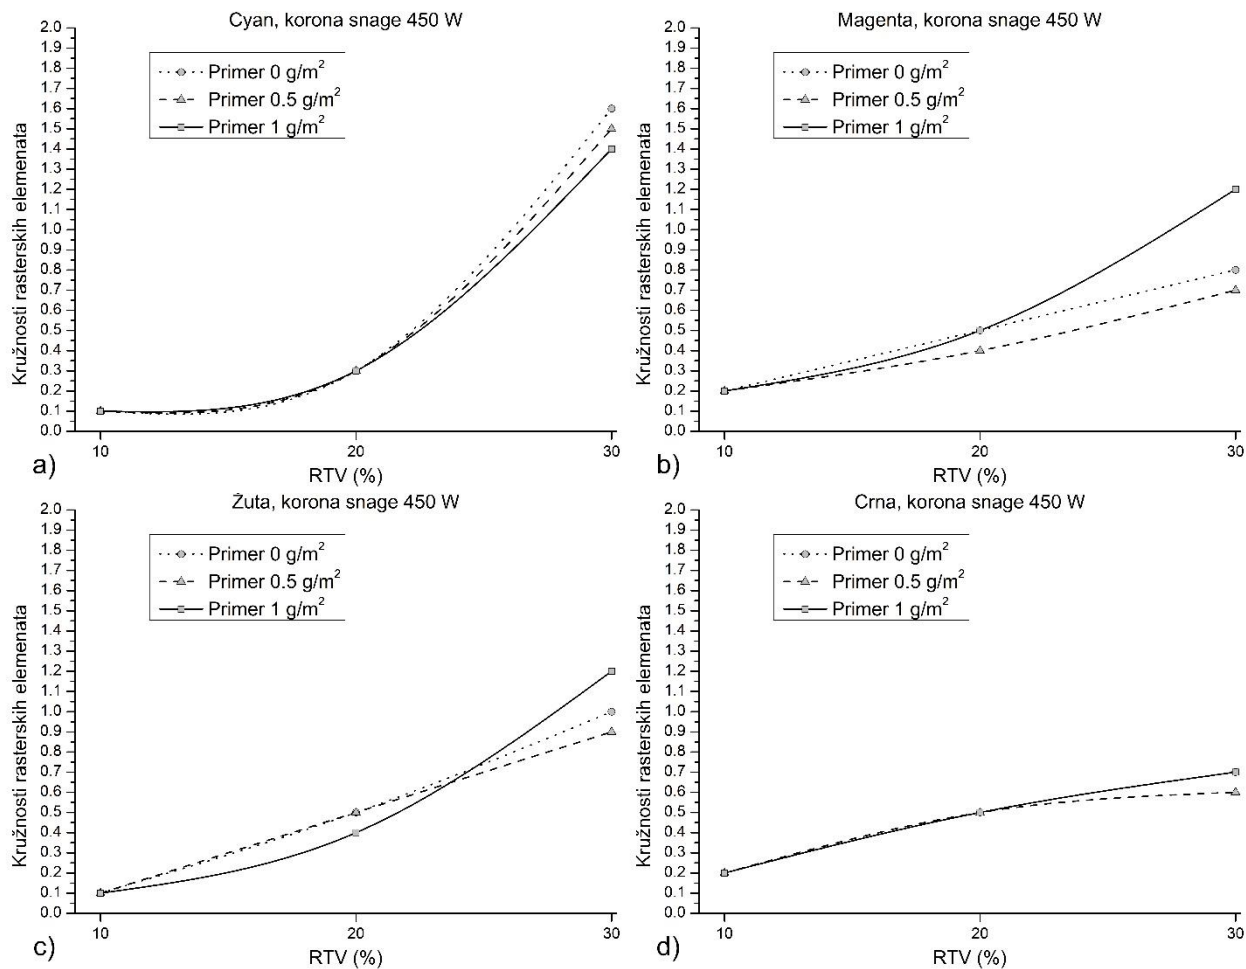 Cyan, korona snage 450 W
Kružnosti rasterskih elemenata
2.0
1.9
1.8
1.7
1.6
1.5
1.4
1.3
1.2
1.1
1.0
0.9
0.8
0.7
0.6
0.5
0.4
0.3
0.2
0.1
0.0
Primer 0 g/m²
Primer 0.5 g/m²
Primer 1 g/m²
10 20 30
RTV (%)
a)
Magenta, korona snage 450 W
Kružnosti rasterskih elemenata
2.0
1.9
1.8
1.7
1.6
1.5
1.4
1.3
1.2
1.1
1.0
0.9
0.8
0.7
0.6
0.5
0.4
0.3
0.2
0.1
0.0
Primer 0 g/m²
Primer 0.5 g/m²
Primer 1 g/m²
10 20 30
RTV (%)
b)
Žuta, korona snage 450 W
Kružnosti rasterskih elemenata
2.0
1.9
1.8
1.7
1.6
1.5
1.4
1.3
1.2
1.1
1.0
0.9
0.8
0.7
0.6
0.5
0.4
0.3
0.2
0.1
0.0
Primer 0 g/m²
Primer 0.5 g/m²
Primer 1 g/m²
10 20 30
RTV (%)
c)
Crna, korona snage 450 W
Kružnosti rasterskih elemenata
2.0
1.9
1.8
1.7
1.6
1.5
1.4
1.3
1.2
1.1
1.0
0.9
0.8
0.7
0.6
0.5
0.4
0.3
0.2
0.1
0.0
Primer 0 g/m²
Primer 0.5 g/m²
Primer 1 g/m²
10 20 30
RTV (%)
d)